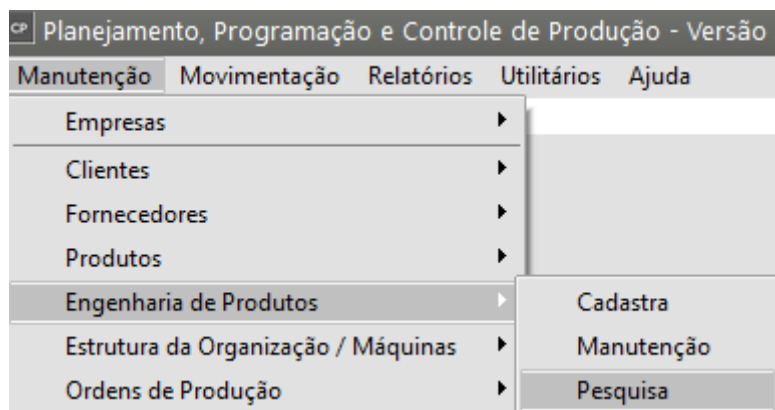 CP Planejamento, Programação e Controle de Produção - Versão
Manutenção Movimentação Relatórios Utilitários Ajuda
Empresas
Clientes
Fornecedores
Produtos
Engenharia de Produtos Cadastra
Estrutura da Organização / Máquinas Manutenção
Ordens de Produção Pesquisa